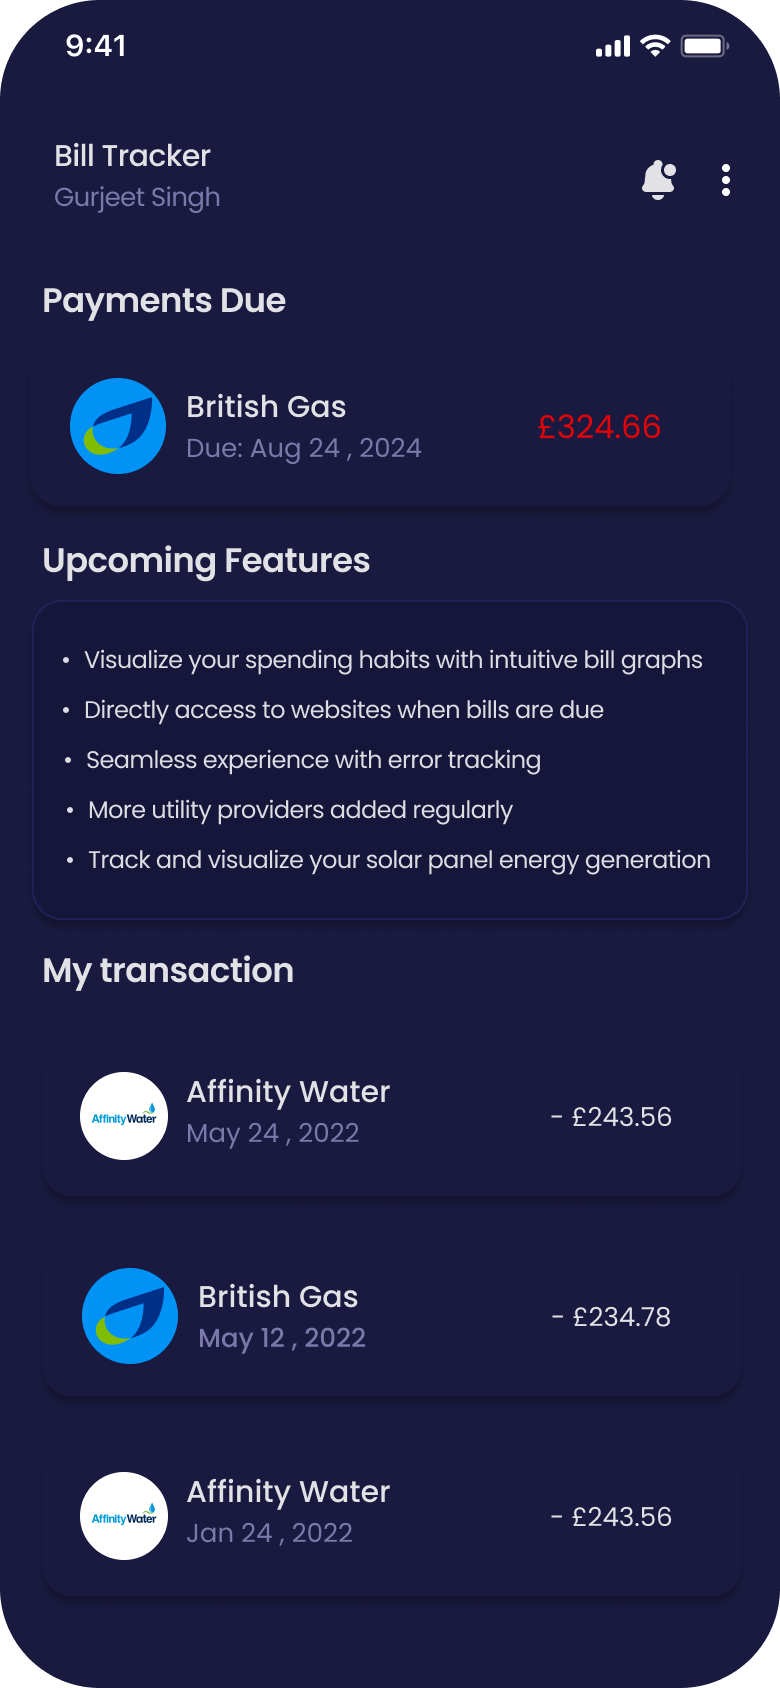 9:41
Bill Tracker
Gurjeet Singh
Payments Due
British Gas
Due: Aug 24 , 2024
£324.66
Upcoming Features
• Visualize your spending habits with intuitive bill graphs
• Directly access to websites when bills are due
• Seamless experience with error tracking
• More utility providers added regularly
• Track and visualize your solar panel energy generation
My transaction
AffinityWater
Affinity Water
May 24 , 2022
- £243.56
British Gas
May 12 , 2022
- £234.78
AffinityWater
Affinity Water
Jan 24 , 2022
- £243.56